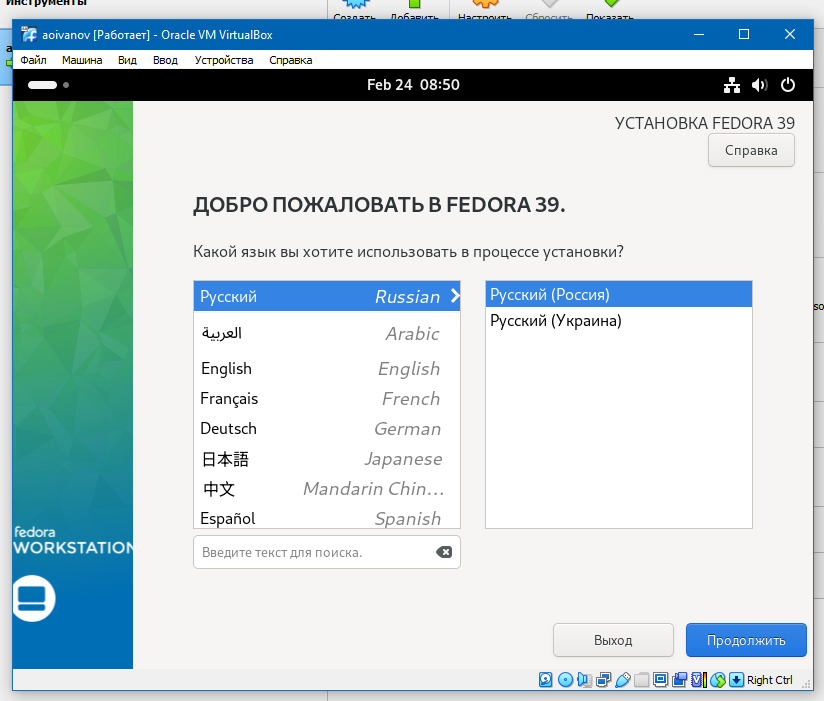 Инструменты
Создать Добавить Настроить Сбросить Показать
aoivanov [Работает] - Oracle VM VirtualBox
Файл Машина Вид Ввод Устройства Справка
Feb 24 08:50
УСТАНОВКА FEDORA 39
Справка
ДОБРО ПОЖАЛОВАТЬ В FEDORA 39.
Какой язык вы хотите использовать в процессе установки?
Русский Russian
العربية Arabic
English English
Français French
Deutsch German
日本語 Japanese
中文 Mandarin Chin...
Español Spanish
Русский (Россия)
Русский (Украина)
Введите текст для поиска.
fedora
WORKSTATION
Выход
Продолжить
Right Ctrl